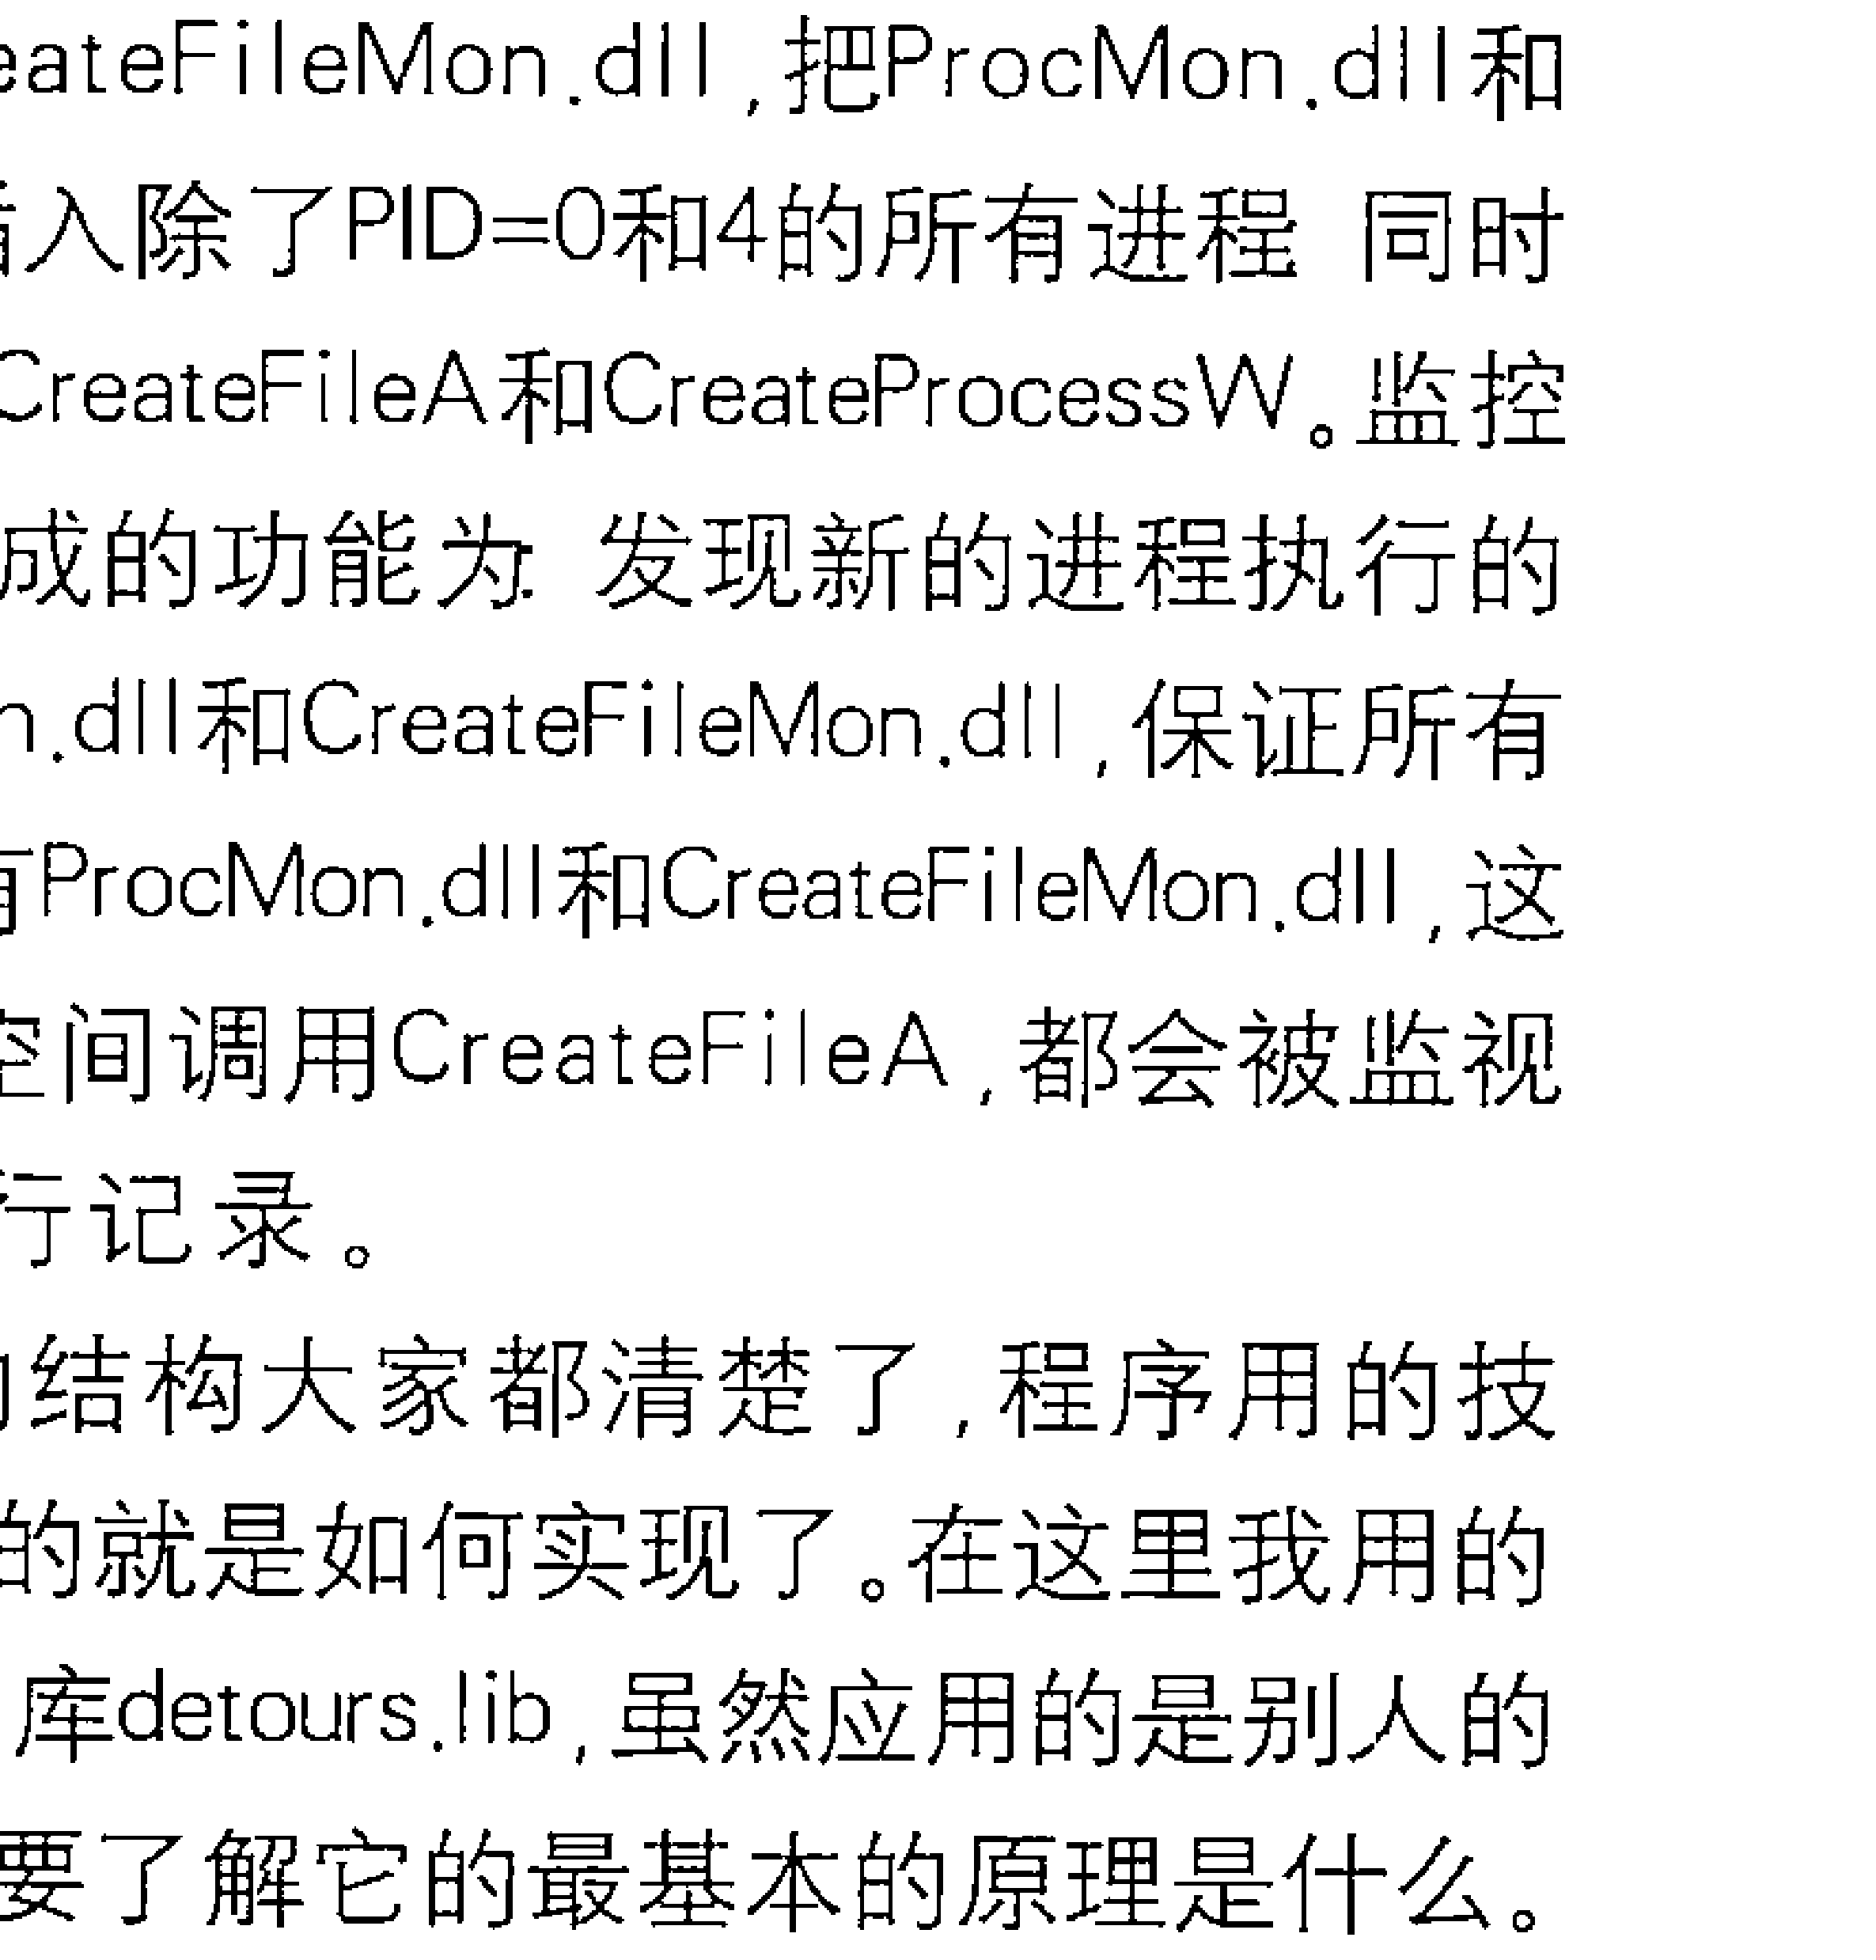 eateFileMon.dll,把ProcMon.dll和
入除了PID=0和4的所有进程 同时
CreateFileA和CreateProcessW。监控
成的功能为: 发现新的进程执行的
n.dll和CreateFileMon.dll,保证所有
有ProcMon.dll和CreateFileMon.dll,这
空间调用CreateFileA,都会被监视
行记录。
结构大家都清楚了,程序用的技
的就是如何实现了。在这里我用的
库detours.lib,虽然应用的是别人的
要了解它的最基本的原理是什么。